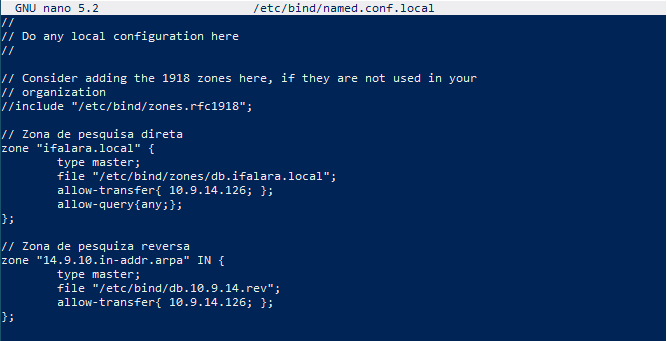 GNU nano 5.2 /etc/bind/named.conf.local
//
// Do any local configuration here
//
// Consider adding the 1918 zones here, if they are not used in your
// organization
//include "/etc/bind/zones.rfc1918";
// Zona de pesquisa direta
zone "ifalara.local" {
type master;
file "/etc/bind/zones/db.ifalara.local";
allow-transfer{ 10.9.14.126; };
allow-query{any;};
};
// Zona de pesquiza reversa
zone "14.9.10.in-addr.arpa" IN {
type master;
file "/etc/bind/db.10.9.14.rev";
allow-transfer{ 10.9.14.126; };
};